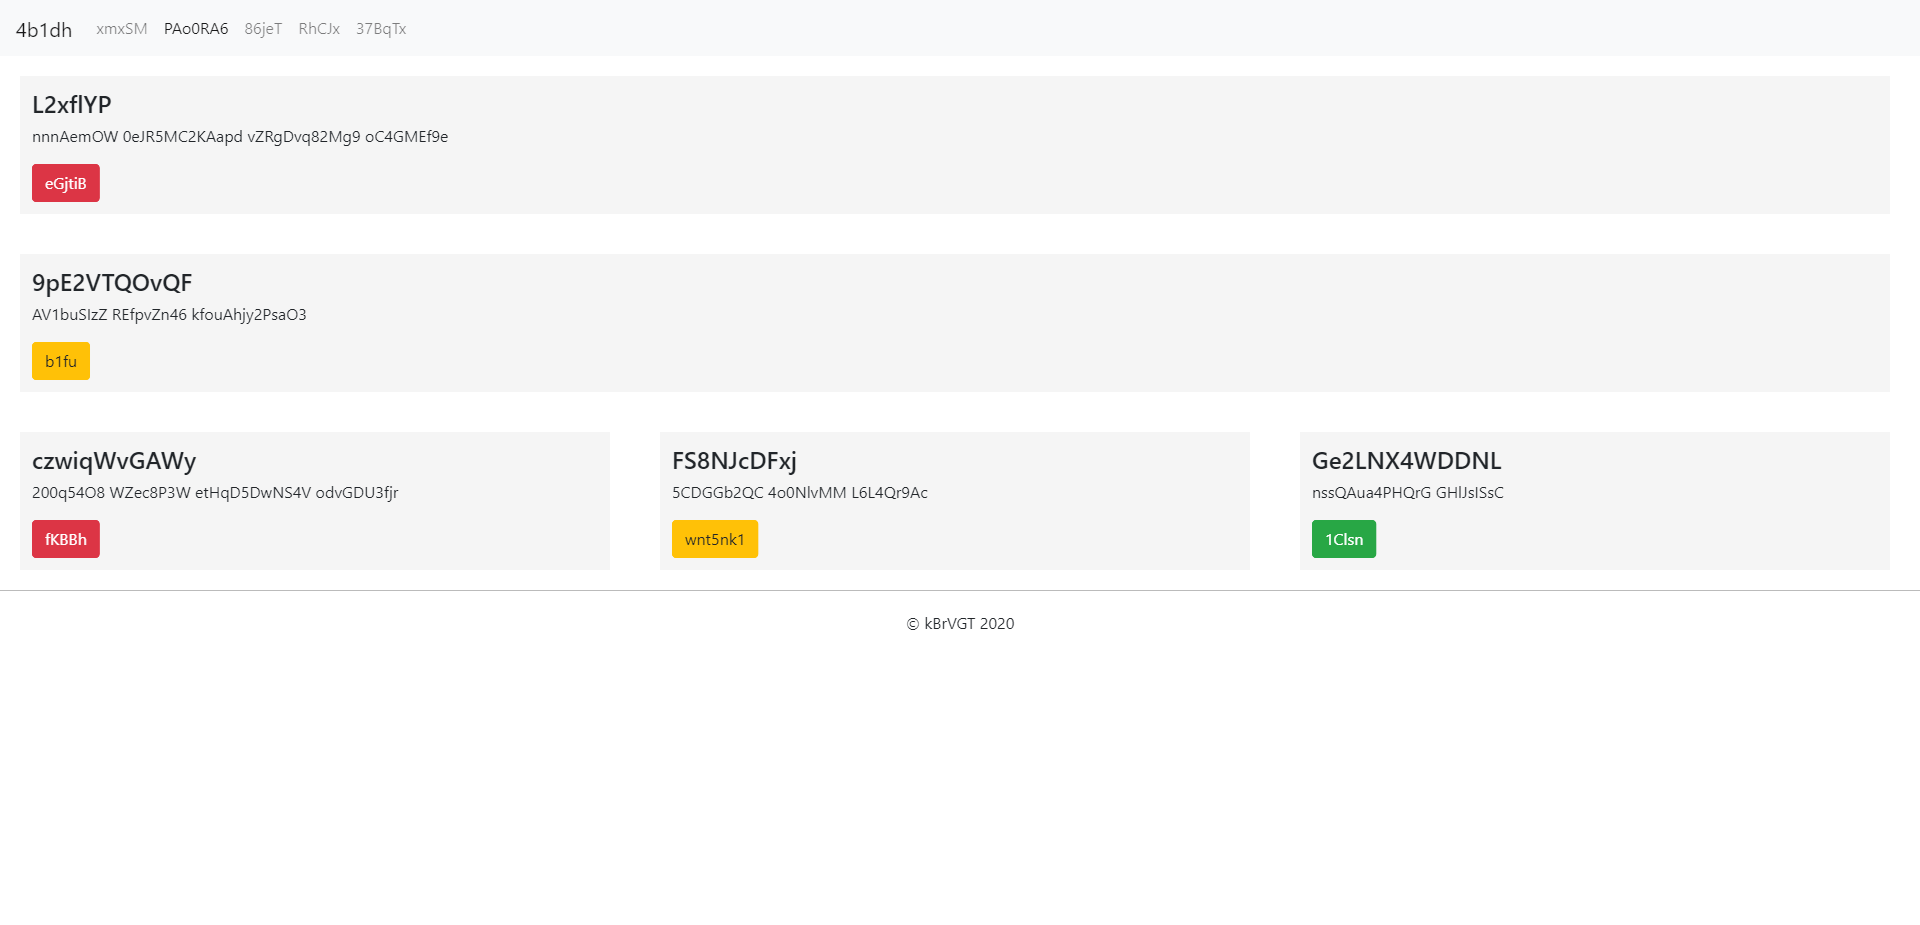 4b1dh xmxSM PAo0RA6 86jeT RhCJx 37BqTx
L2xflYP
nnnAemOW 0eJR5MC2KAapd vZRgDvq82Mg9 oC4GMEf9e
eGjtiB
9pE2VTQOvQF
AV1buSIzZ REfpvZn46 kfouAhjy2PsaO3
b1fu
czwiqWvGAWy
200q54O8 WZec8P3W etHqD5DwNS4V odvGDU3fjr
fKBBh
FS8NJcDFxj
5CDGGb2QC 4o0NlvMM L6L4Qr9Ac
wnt5nk1
Ge2LNX4WDDNL
nssQAua4PHQrG GHlJsISsC
1Clsn
© kBrVGT 2020